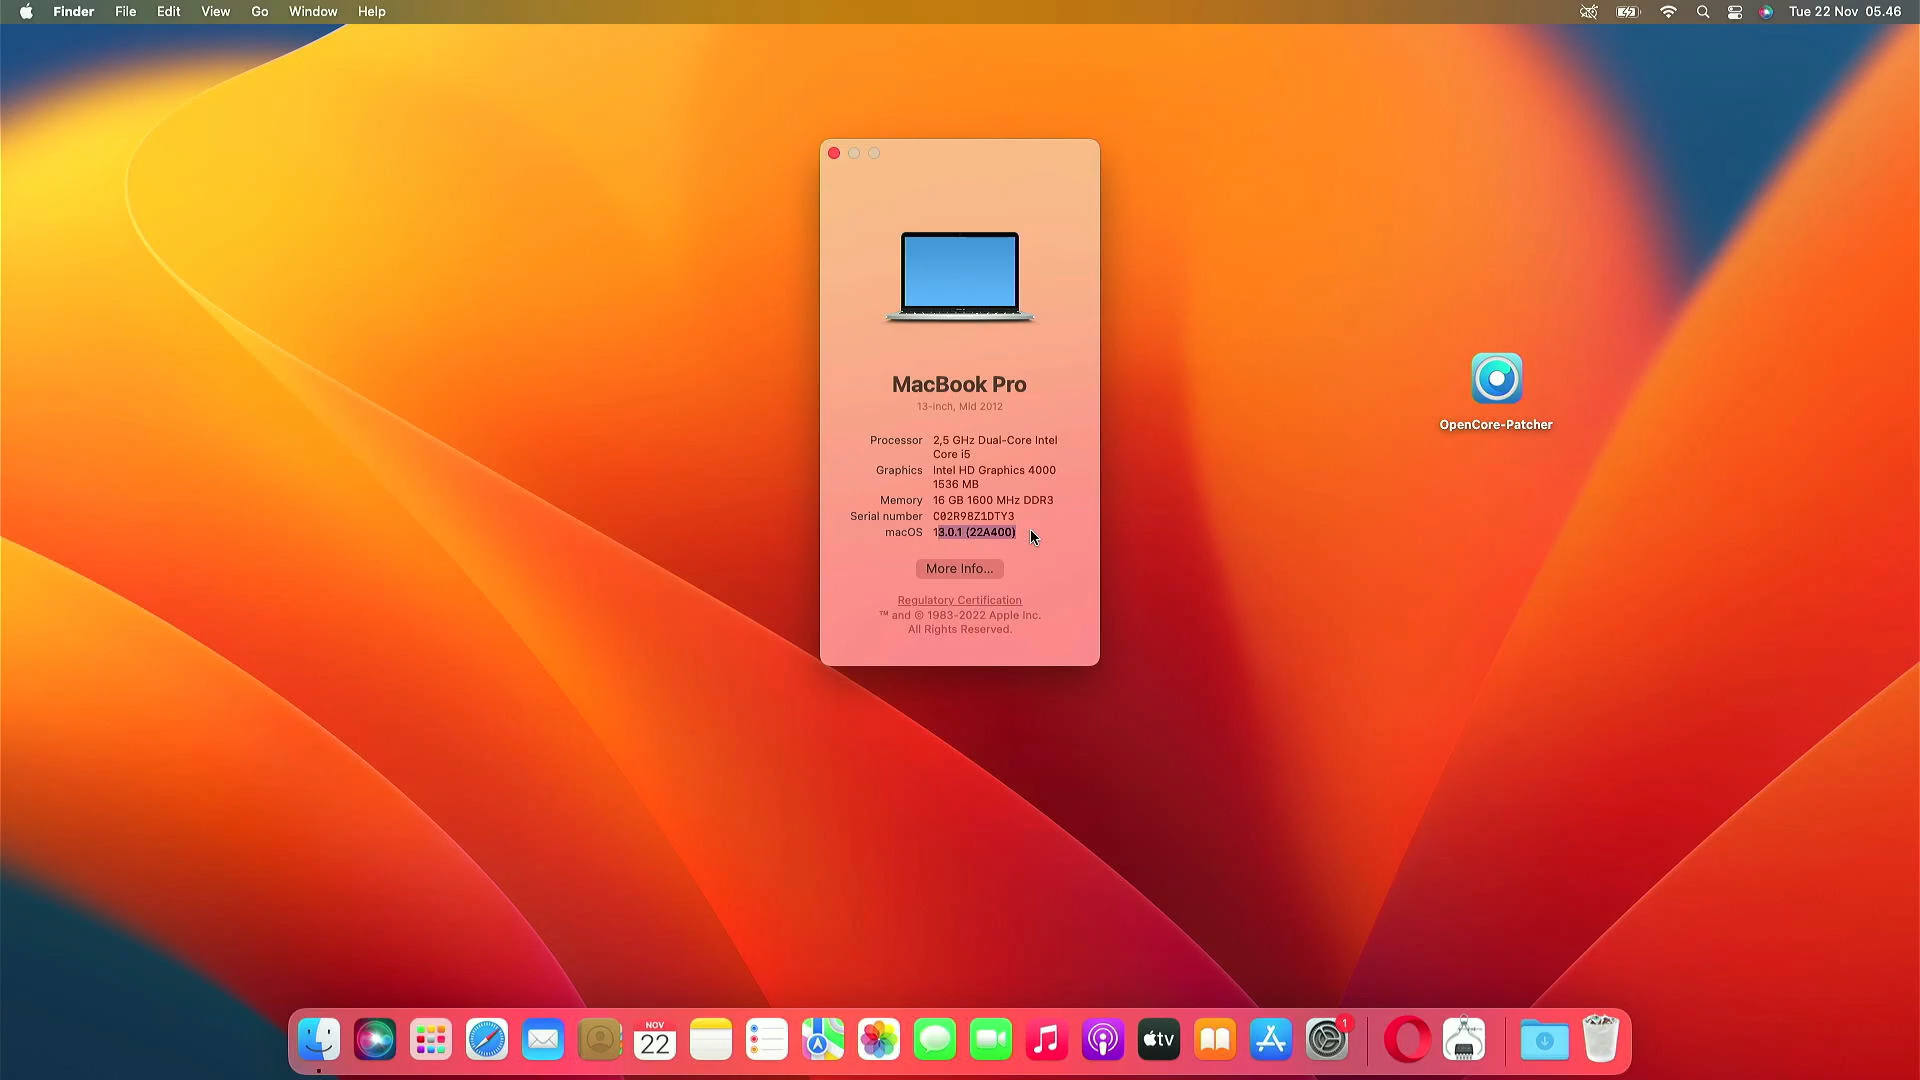 Finder File Edit View Go Window Help
Tue 22 Nov 05.46
MacBook Pro
13-inch, Mid 2012
Processor 2,5 GHz Dual-Core Intel
Core i5
Graphics Intel HD Graphics 4000
1536 MB
Memory 16 GB 1600 MHz DDR3
Serial number C02R98Z1DTY3
macOS 13.0.1 (22A400)
More Info...
Regulatory Certification
™ and © 1983-2022 Apple Inc.
All Rights Reserved.
OpenCore-Patcher
NOV
22
tv
1